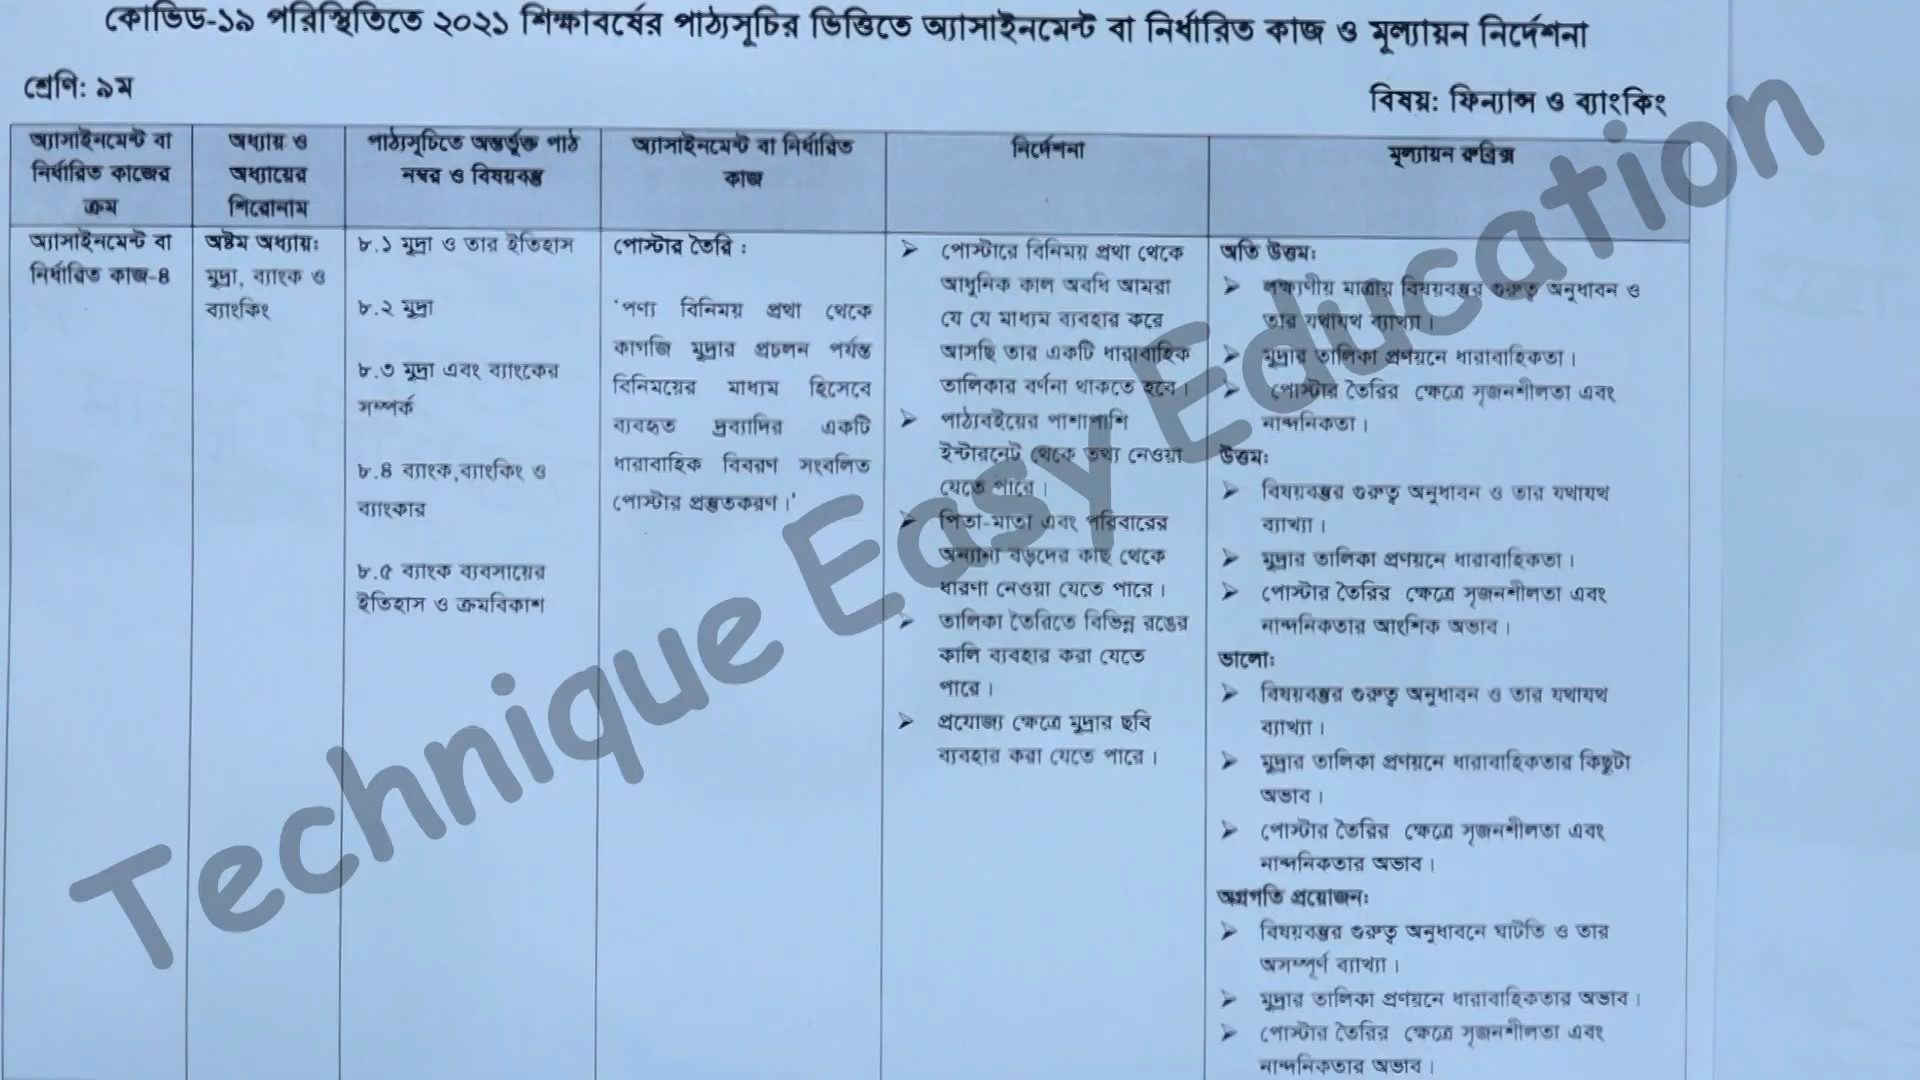 কোভিড-১৯ পরিস্থিতিতে ২০২১ শিক্ষাবর্ষের পাঠ্যসূচির ভিত্তিতে অ্যাসাইনমেন্ট বা নির্ধারিত কাজ ও মূল্যায়ন নির্দেশনা
শ্রেণি: ৯ম
বিষয়: ফিন্যান্স ও ব্যাংকিং
অ্যাসাইনমেন্ট বা
নির্ধারিত কাজের
ক্রম
অধ্যায় ও
অধ্যায়ের
শিরোনাম
পাঠ্যসূচিতে অন্তর্ভুক্ত পাঠ
নম্বর ও বিষয়বস্তু
অ্যাসাইনমেন্ট বা নির্ধারিত
কাজ
নির্দেশনা
মূল্যায়ন রুব্রিক্স
অ্যাসাইনমেন্ট বা
নির্ধারিত কাজ-৪
অষ্টম অধ্যায়:
মুদ্রা, ব্যাংক ও
ব্যাংকিং
৮.১ মুদ্রা ও তার ইতিহাস
৮.২ মুদ্রা
৮.৩ মুদ্রা এবং ব্যাংকের
সম্পর্ক
৮.৪ ব্যাংক,ব্যাংকিং ও
ব্যাংকার
৮.৫ ব্যাংক ব্যবসায়ের
ইতিহাস ও ক্রমবিকাশ
পোস্টার তৈরি :
'পণ্য বিনিময় প্রথা থেকে
কাগজি মুদ্রার প্রচলন পর্যন্ত
বিনিময়ের মাধ্যম হিসেবে
ব্যবহৃত দ্রব্যাদির একটি
ধারাবাহিক বিবরণ সংবলিত
পোস্টার প্রস্তুতকরণ।'
➢ পোস্টারে বিনিময় প্রথা থেকে
আধুনিক কাল অবধি আমরা
যে যে মাধ্যম ব্যবহার করে
আসছি তার একটি ধারাবাহিক
তালিকার বর্ণনা থাকতে হবে।
➢ পাঠ্যবইয়ের পাশাপাশি
ইন্টারনেট থেকে তথ্য নেওয়া
যেতে পারে।
➢ পিতা-মাতা এবং পরিবারের
অন্যান্য বড়দের কাছ থেকে
ধারণা নেওয়া যেতে পারে।
➢ তালিকা তৈরিতে বিভিন্ন রঙের
কালি ব্যবহার করা যেতে
পারে।
➢ প্রযোজ্য ক্ষেত্রে মুদ্রার ছবি
ব্যবহার করা যেতে পারে।
অতি উত্তম:
➢ লক্ষ্যণীয় মাত্রায় বিষয়বস্তুর গুরুত্ব অনুধাবন ও
তার যথাযথ ব্যাখ্যা।
➢ মুদ্রার তালিকা প্রণয়নে ধারাবাহিকতা।
➢ পোস্টার তৈরির ক্ষেত্রে সৃজনশীলতা এবং
নান্দনিকতা।
উত্তম:
➢ বিষয়বস্তুর গুরুত্ব অনুধাবন ও তার যথাযথ
ব্যাখ্যা।
➢ মুদ্রার তালিকা প্রণয়নে ধারাবাহিকতা।
➢ পোস্টার তৈরির ক্ষেত্রে সৃজনশীলতা এবং
নান্দনিকতার আংশিক অভাব।
ভালো:
➢ বিষয়বস্তুর গুরুত্ব অনুধাবন ও তার যথাযথ
ব্যাখ্যা।
➢ মুদ্রার তালিকা প্রণয়নে ধারাবাহিকতার কিছুটা
অভাব।
➢ পোস্টার তৈরির ক্ষেত্রে সৃজনশীলতা এবং
নান্দনিকতার অভাব।
অগ্রগতি প্রয়োজন:
➢ বিষয়বস্তুর গুরুত্ব অনুধাবনে ঘাটতি ও তার
অসম্পূর্ণ ব্যাখ্যা।
➢ মুদ্রার তালিকা প্রণয়নে ধারাবাহিকতার অভাব।
➢ পোস্টার তৈরির ক্ষেত্রে সৃজনশীলতা এবং
নান্দনিকতার অভাব।
Technique Easy Education